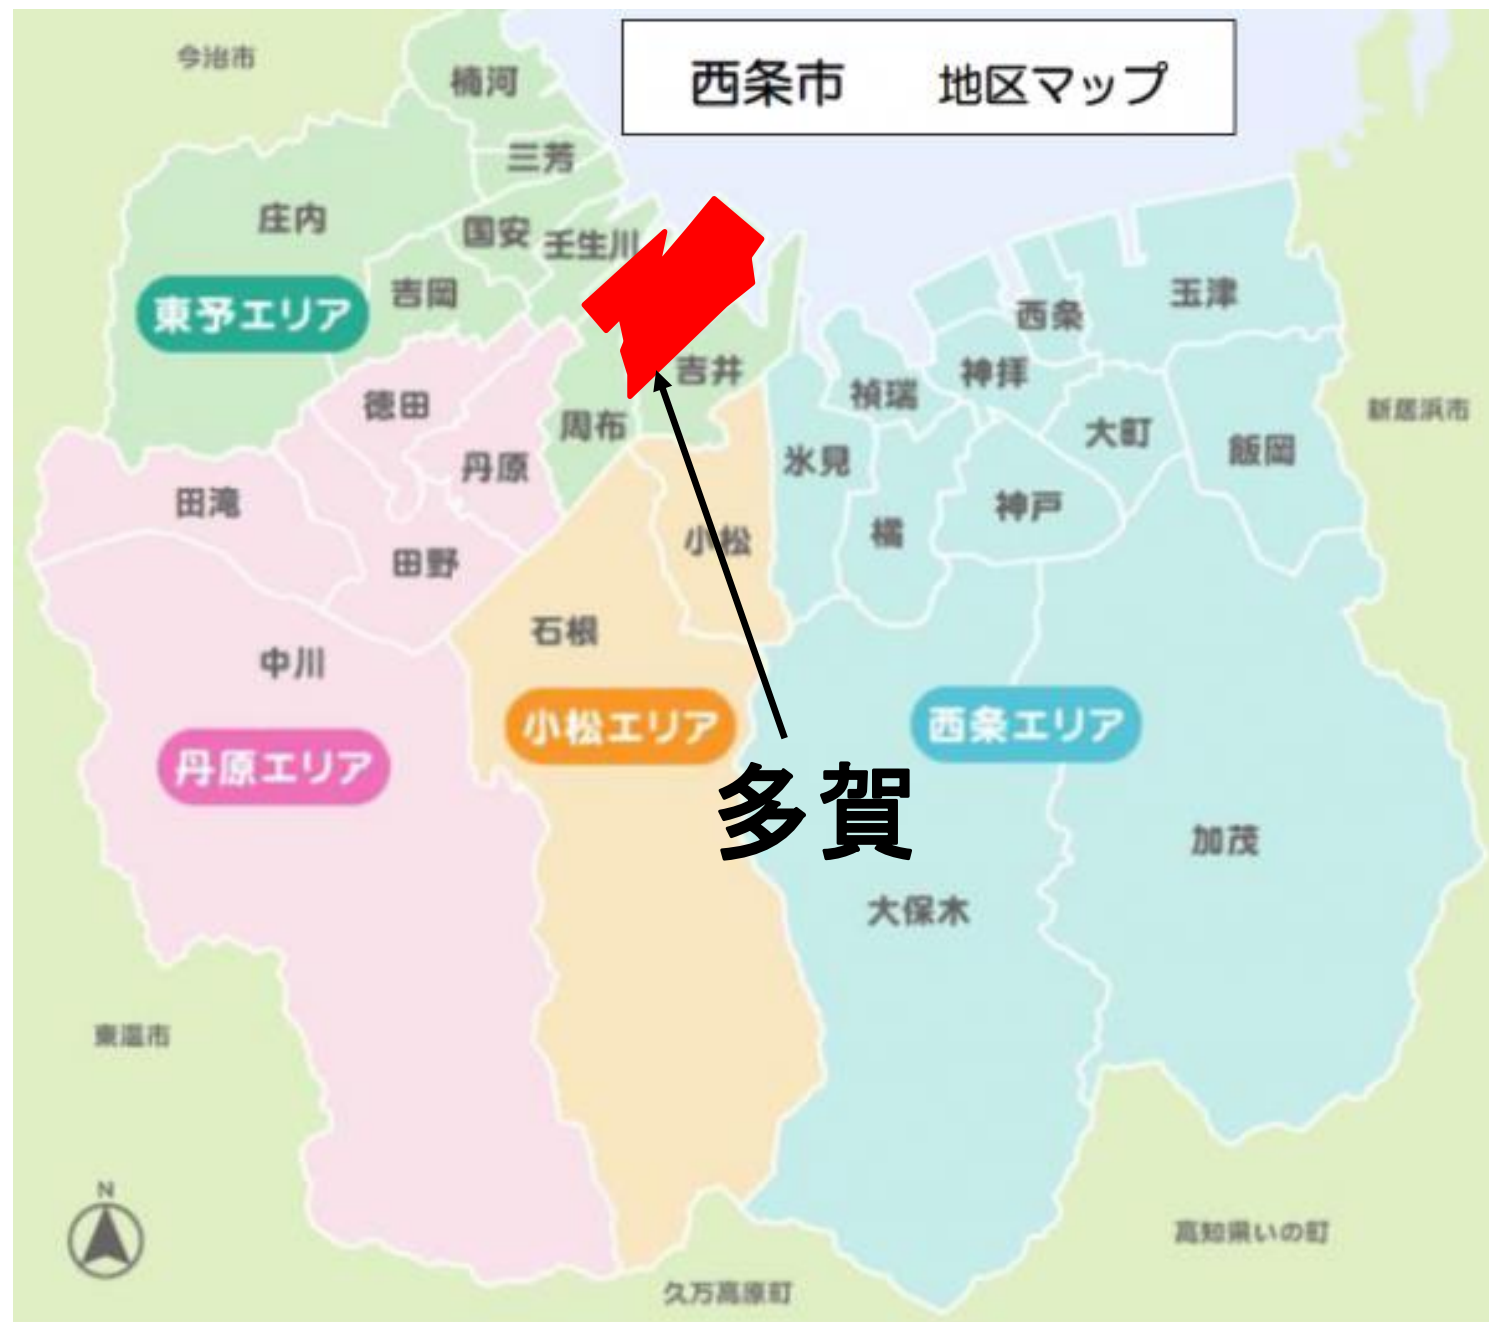 西条市 地区マップ
今治市
楠河
三芳
庄内
国安
壬生川
吉岡
東予エリア
西条
玉津
吉井
神拝
禎瑞
徳田
周布
大町
新居浜市
丹原
氷見
飯岡
田滝
神戸
橘
小松
田野
石根
中川
小松エリア
西条エリア
丹原エリア
多賀
加茂
大保木
東温市
N
高知県いの町
久万高原町